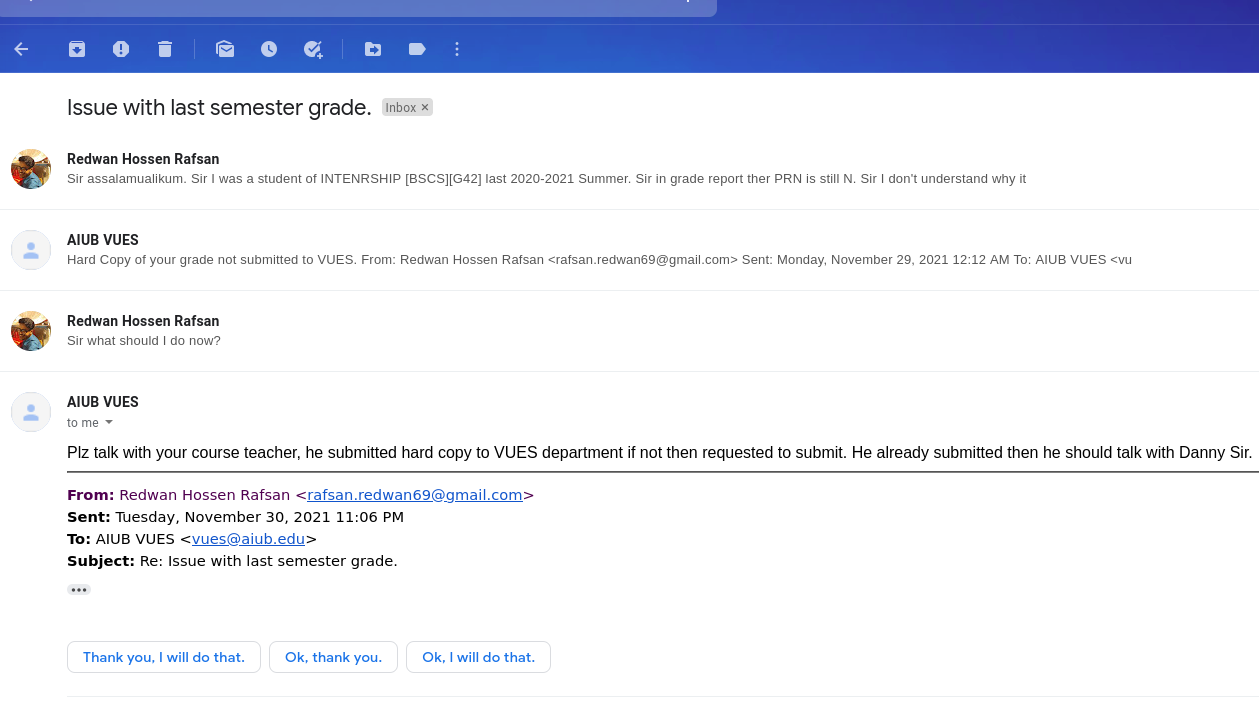 Issue with last semester grade. Inbox ×
Redwan Hossen Rafsan
Sir assalamualikum. Sir I was a student of INTENRSHIP [BSCS][G42] last 2020-2021 Summer. Sir in grade report ther PRN is still N. Sir I don't understand why it
AIUB VUES
Hard Copy of your grade not submitted to VUES. From: Redwan Hossen Rafsan <rafsan.redwan69@gmail.com> Sent: Monday, November 29, 2021 12:12 AM To: AIUB VUES <vu
Redwan Hossen Rafsan
Sir what should I do now?
AIUB VUES
to me
Plz talk with your course teacher, he submitted hard copy to VUES department if not then requested to submit. He already submitted then he should talk with Danny Sir.
From: Redwan Hossen Rafsan <rafsan.redwan69@gmail.com>
Sent: Tuesday, November 30, 2021 11:06 PM
To: AIUB VUES <vues@aiub.edu>
Subject: Re: Issue with last semester grade.
Thank you, I will do that. Ok, thank you. Ok, I will do that.